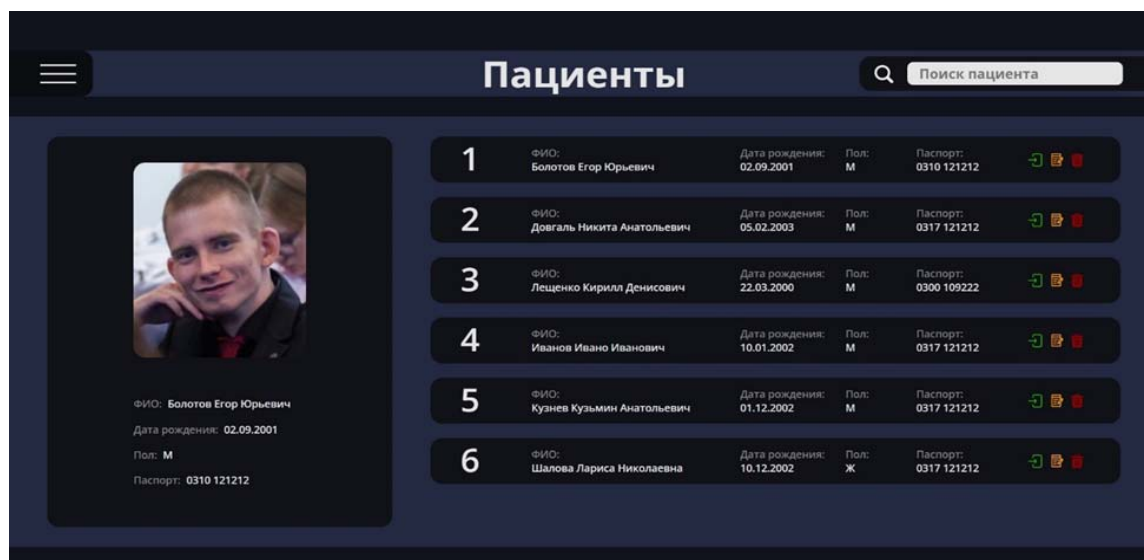 Пациенты
Поиск пациента
ФИО: Болотов Егор Юрьевич
Дата рождения: 02.09.2001
Пол: М
Паспорт: 0310 121212
1
ФИО: Дата рождения: Пол: Паспорт:
Болотов Егор Юрьевич 02.09.2001 М 0310 121212
2
ФИО: Дата рождения: Пол: Паспорт:
Довгаль Никита Анатольевич 05.02.2003 М 0317 121212
3
ФИО: Дата рождения: Пол: Паспорт:
Лещенко Кирилл Денисович 22.03.2000 М 0300 109222
4
ФИО: Дата рождения: Пол: Паспорт:
Иванов Ивано Иванович 10.01.2002 М 0317 121212
5
ФИО: Дата рождения: Пол: Паспорт:
Кузнев Кузьмин Анатольевич 01.12.2002 М 0317 121212
6
ФИО: Дата рождения: Пол: Паспорт:
Шалова Лариса Николаевна 10.12.2002 Ж 0317 121212